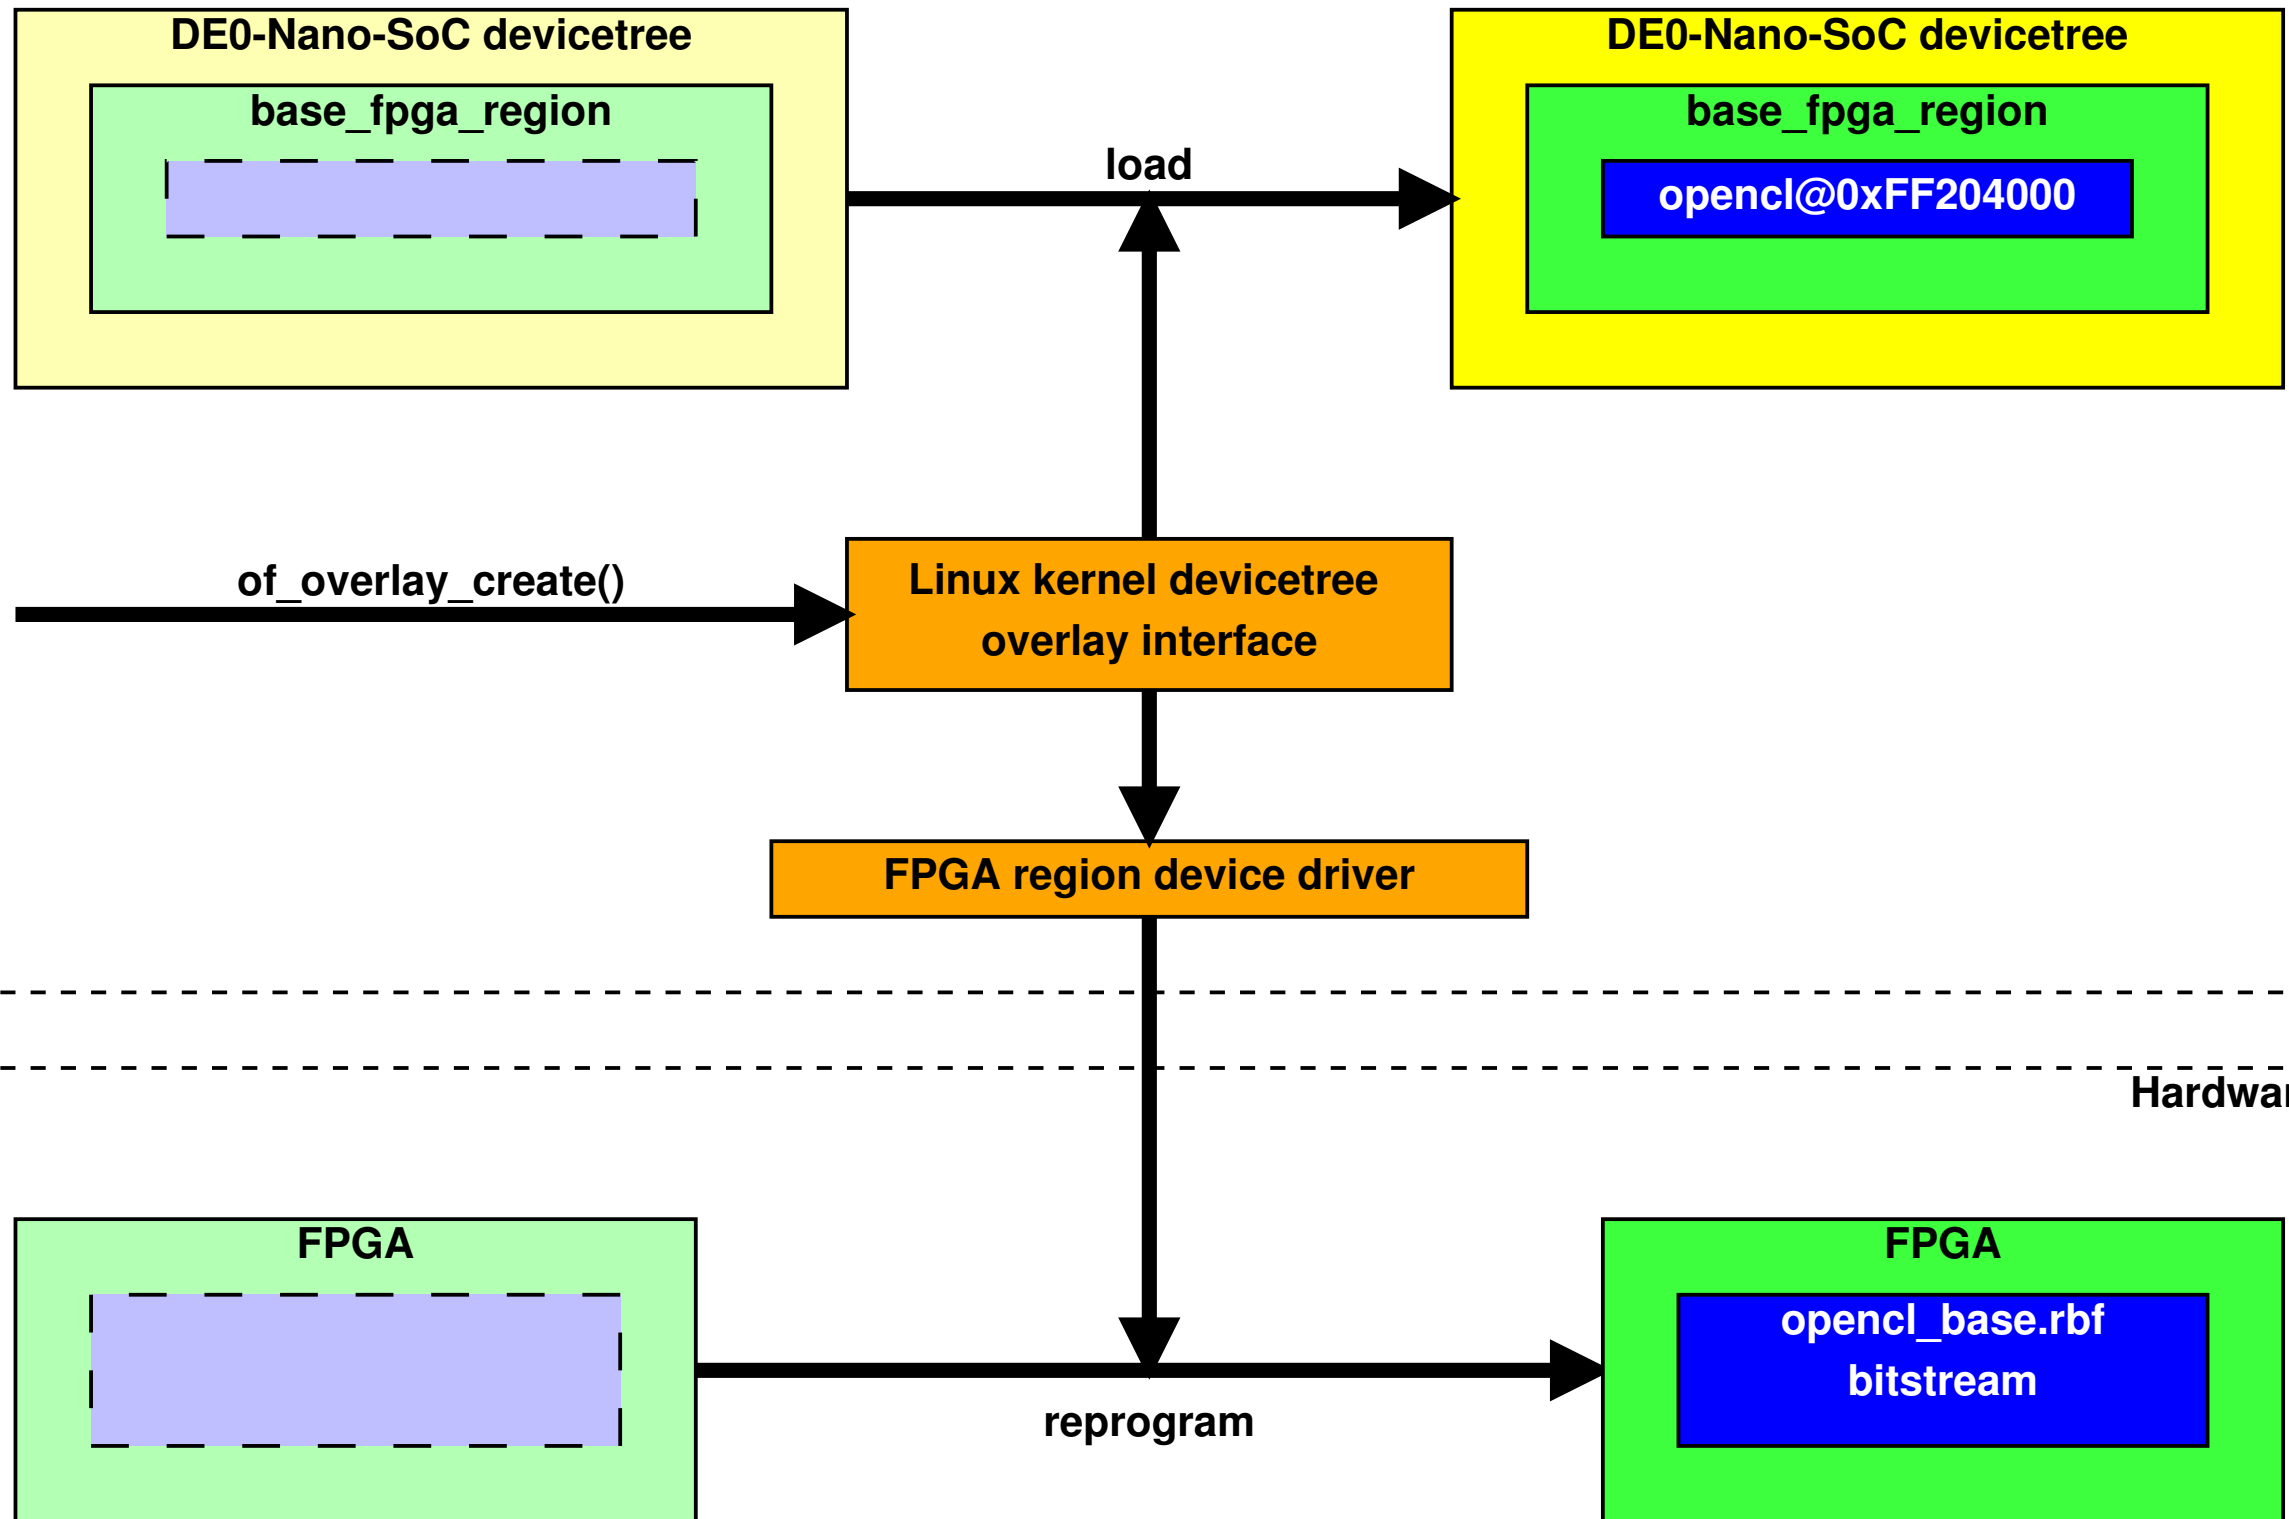 DE0-Nano-SoC devicetree
DE0-Nano-SoC devicetree
base_fpga_region
base_fpga_region
load
opencl@0xFF204000
of_overlay_create()
Linux kernel devicetree
overlay interface
FPGA region device driver
FPGA
FPGA
opencl_base.rbf
bitstream
reprogram